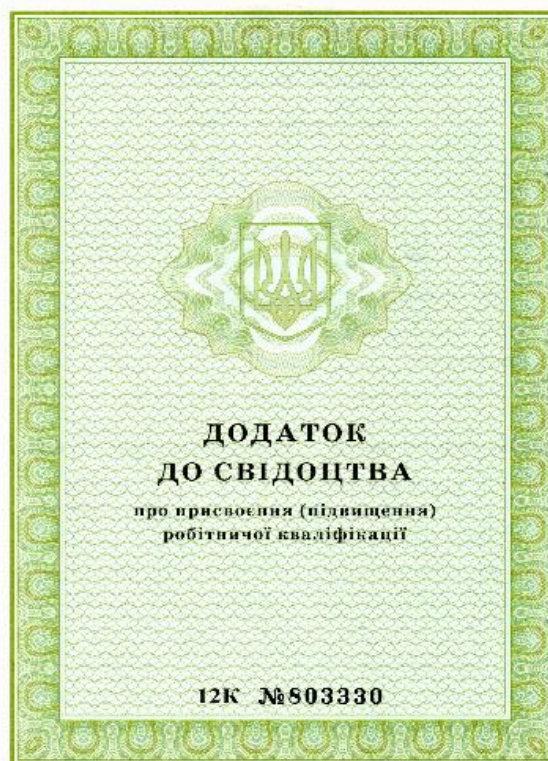 ДОДАТОК
ДО СВІДОЦТВА
про присвоєння (підвищення)
робітничої кваліфікації
12К №803330